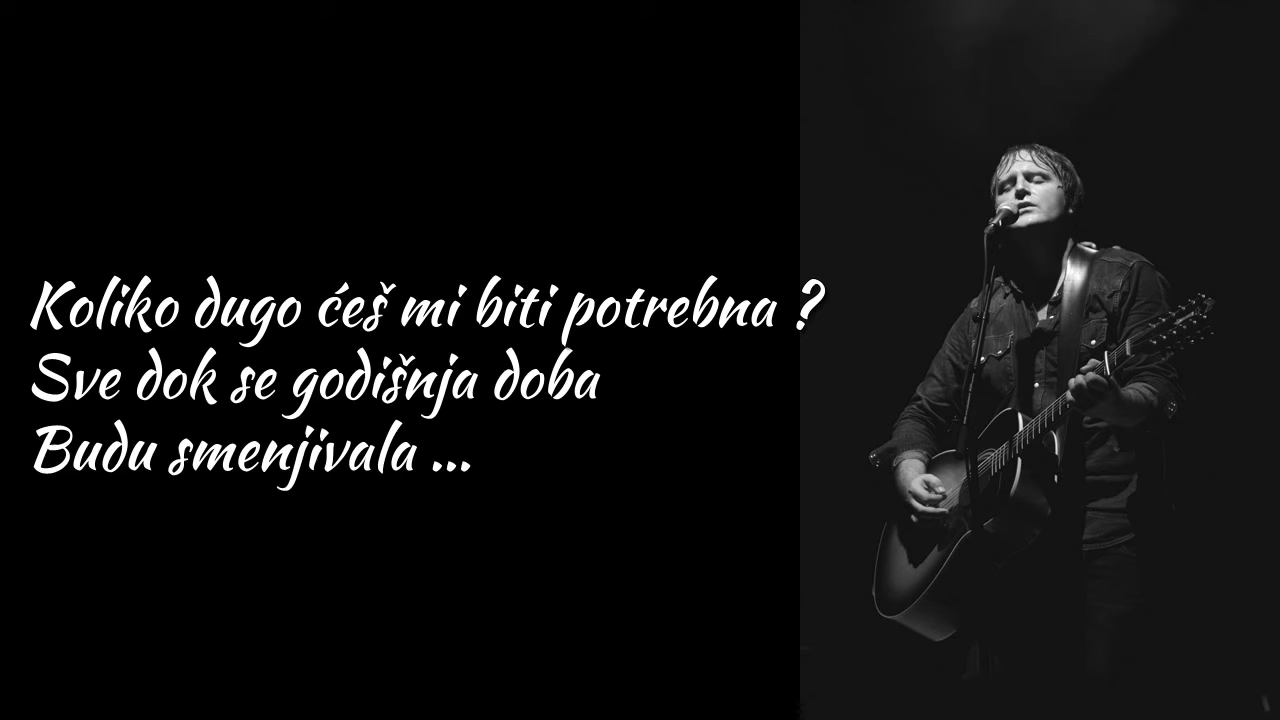 Koliko dugo ćeš mi biti potrebna ?
Sve dok se godišnja doba
Budu smenjivala ...